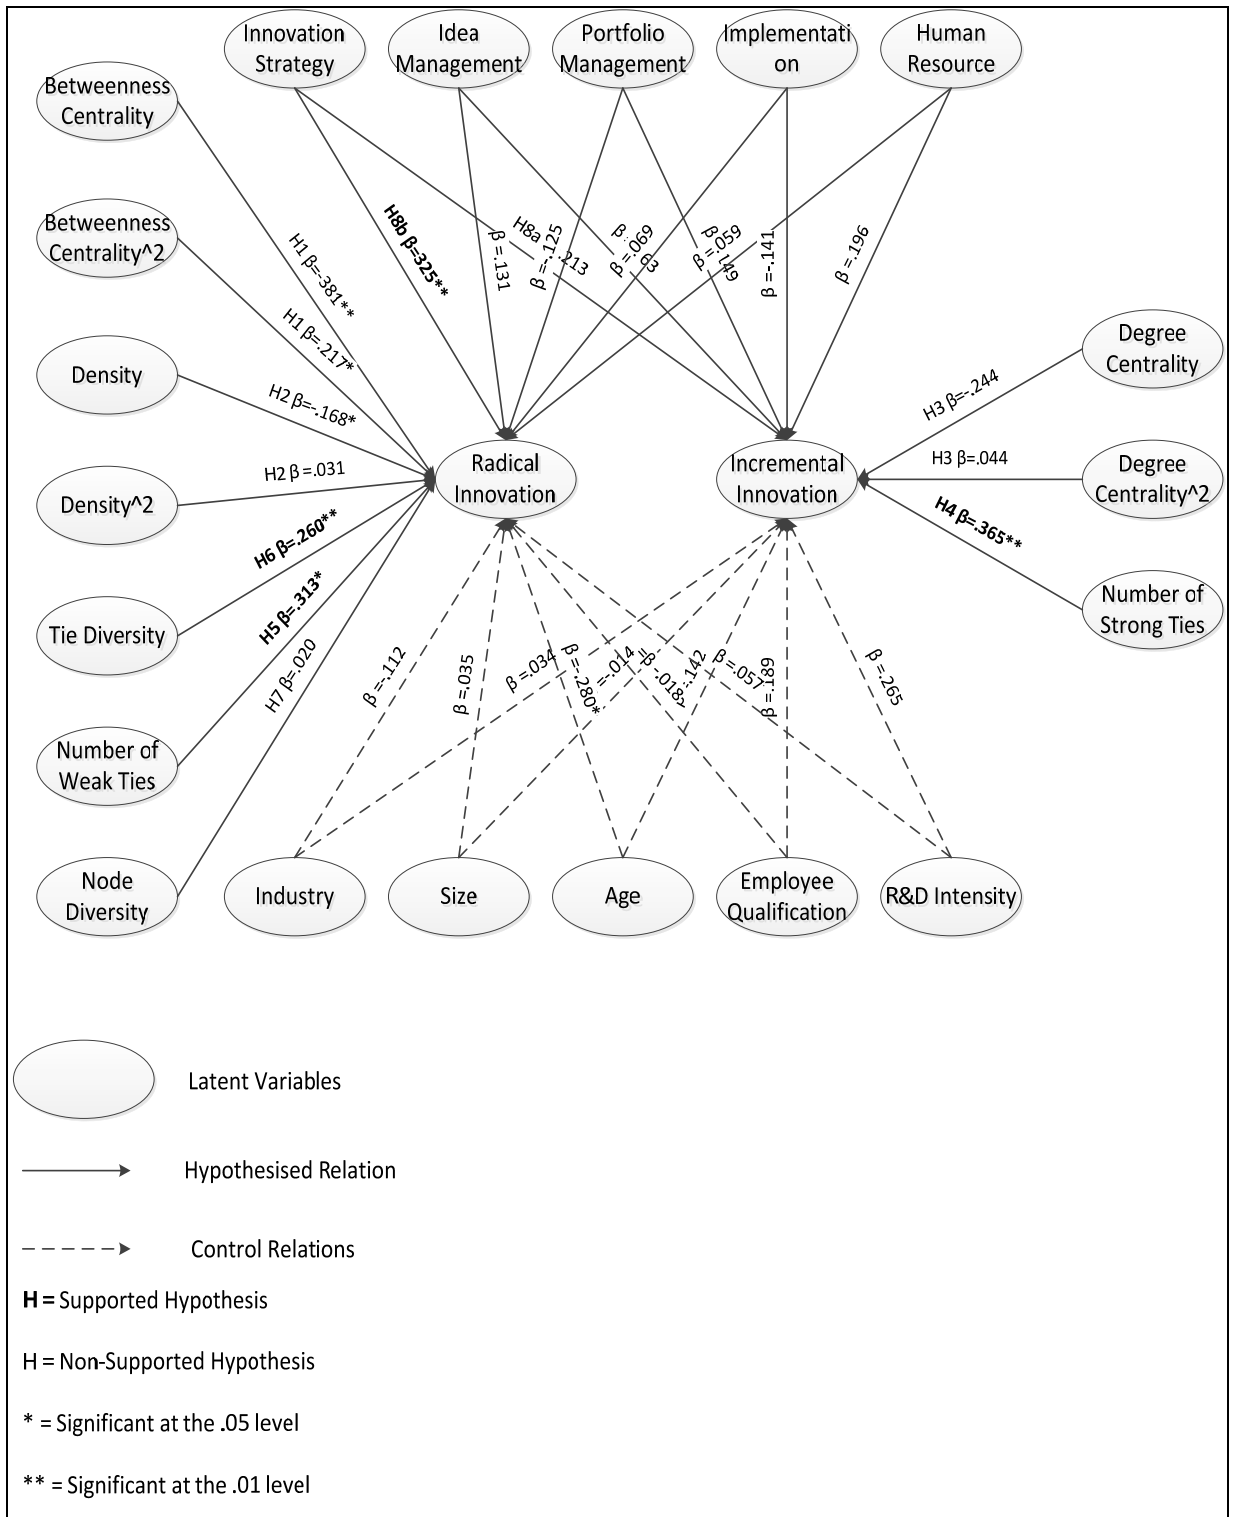 Innovation
Strategy
Idea
Management
Portfolio
Management
Implementati
on
Human
Resource
Betweenness
Centrality
Betweenness
Centrality^2
Density
Density^2
Tie Diversity
Number of
Weak Ties
Node
Diversity
H1 β=-.381**
H1 β=.217*
H2 β=-.168*
H2 β =.031
H6 β=.260**
H5 β=.313*
H7 β=.020
H8b β=.325**
β =.131
H8a
.213
β =-.125
β
β =.069
β =.059
β =-.141
β =.196
Radical
Innovation
Incremental
Innovation
Degree
Centrality
Degree
Centrality^2
Number of
Strong Ties
H3 β=-.244
H3 β=.044
H4 β=.365**
β =-.112
β =.035
β =.034
β =-.280*
=-.014
-.018
.142
β =.057
β =.189
β =.265
Industry
Size
Age
Employee
Qualification
R&D Intensity
Latent Variables
Hypothesised Relation
Control Relations
H = Supported Hypothesis
H = Non-Supported Hypothesis
* = Significant at the .05 level
** = Significant at the .01 level